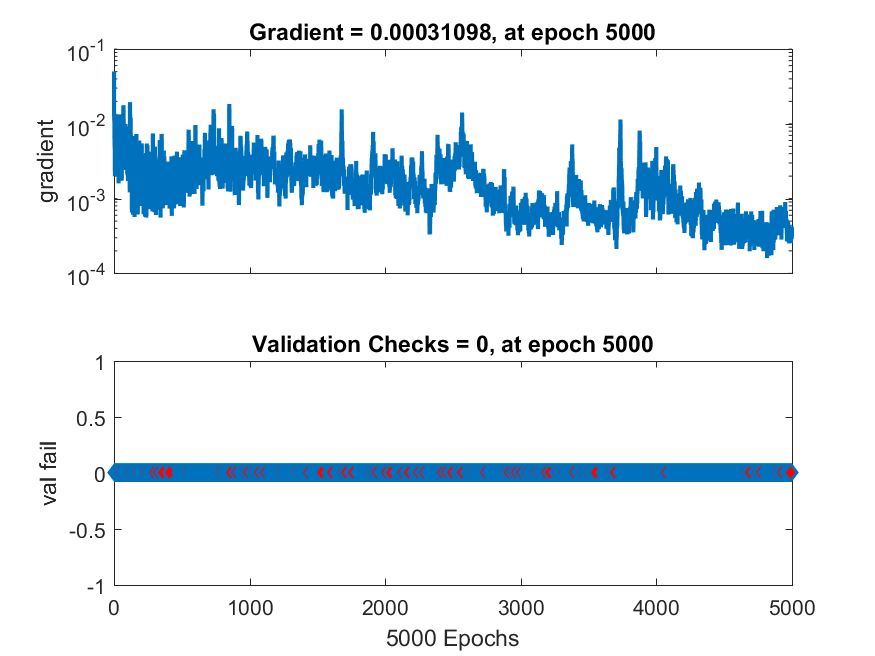 Gradient = 0.00031098, at epoch 5000
10-1
10-2
gradient
10-3
10-4
Validation Checks = 0, at epoch 5000
1
0.5
val fail
0
-0.5
-1
0 1000 2000 3000 4000 5000
5000 Epochs